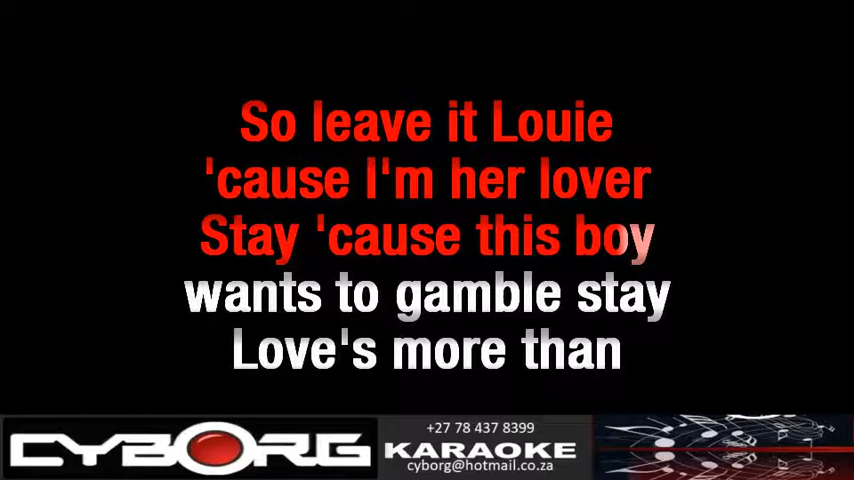 So leave it Louie
'cause I'm her lover
Stay 'cause this boy
wants to gamble stay
Love's more than
CYBORG
+27 78 437 8399
KARAOKE
cyborg@hotmail.co.za